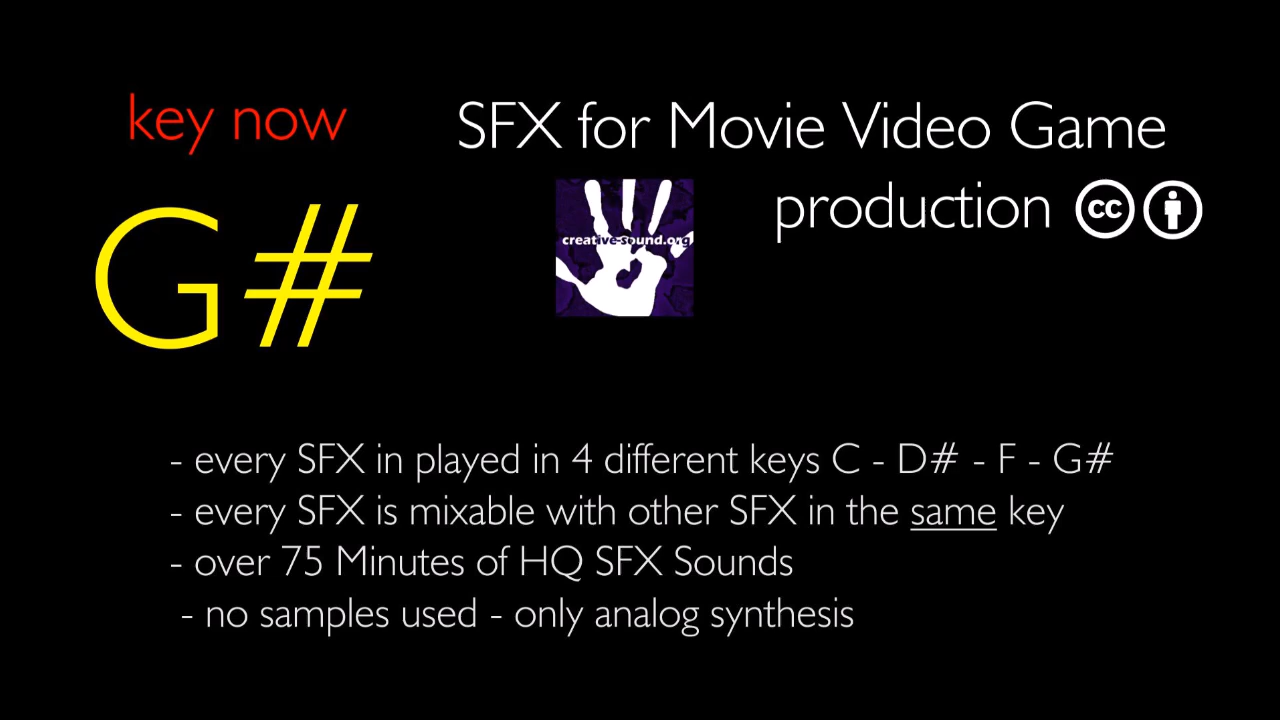 key now
G#
SFX for Movie Video Game
production cc
creative-sound.org
- every SFX in played in 4 different keys C - D# - F - G#
- every SFX is mixable with other SFX in the same key
- over 75 Minutes of HQ SFX Sounds
- no samples used - only analog synthesis